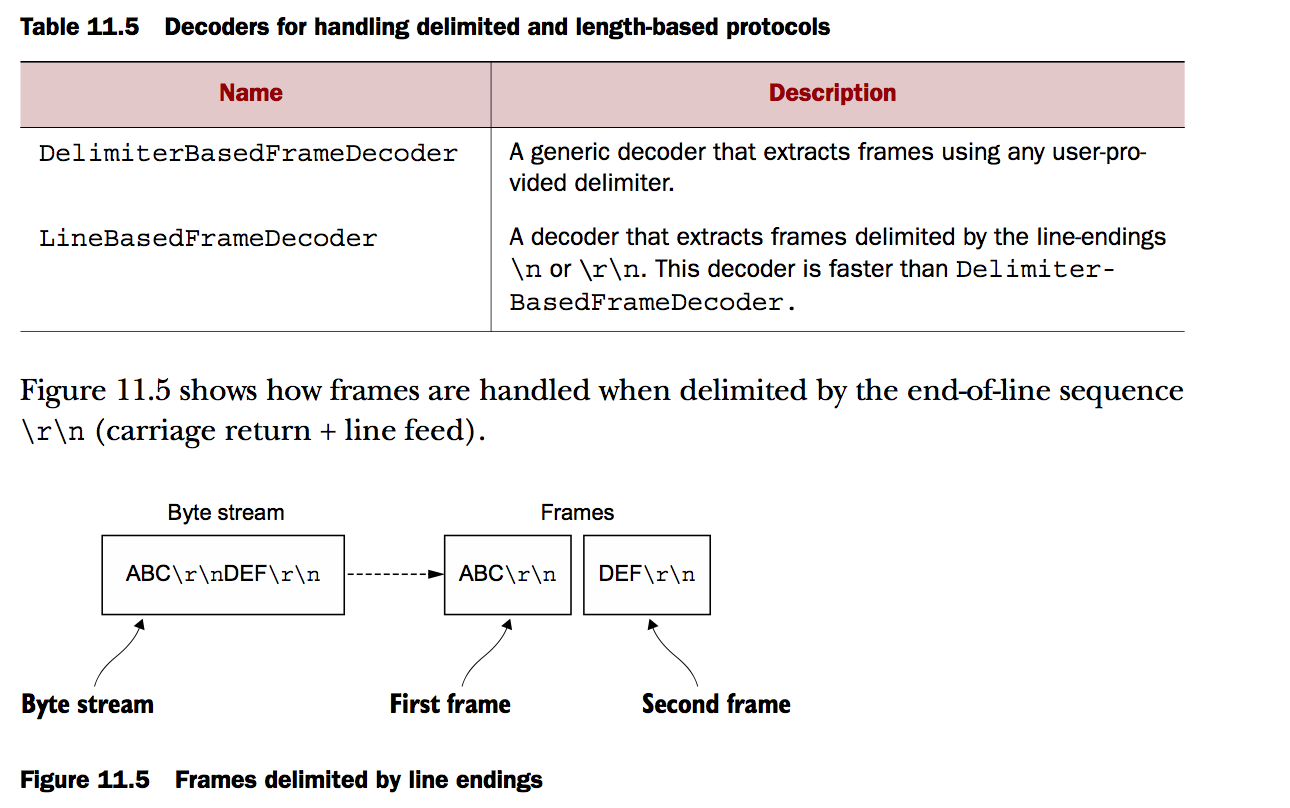 Table 11.5 Decoders for handling delimited and length-based protocols
Name Description
DelimiterBasedFrameDecoder A generic decoder that extracts frames using any user-pro-
vided delimiter.
LineBasedFrameDecoder A decoder that extracts frames delimited by the line-endings
\n or \r\n. This decoder is faster than Delimiter-
BasedFrameDecoder.
Figure 11.5 shows how frames are handled when delimited by the end-of-line sequence
\r\n (carriage return + line feed).
Byte stream Frames
ABC\r\nDEF\r\n ABC\r\n DEF\r\n
Byte stream First frame Second frame
Figure 11.5 Frames delimited by line endings